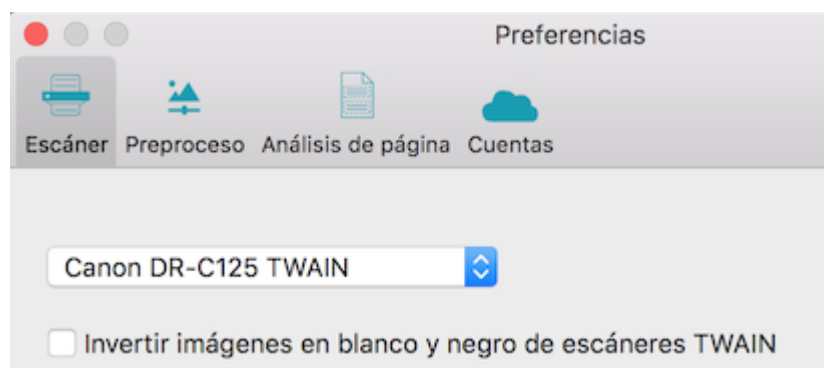 Preferencias
Escáner Preproceso Análisis de página Cuentas
Canon DR-C125 TWAIN
Invertir imágenes en blanco y negro de escáneres TWAIN